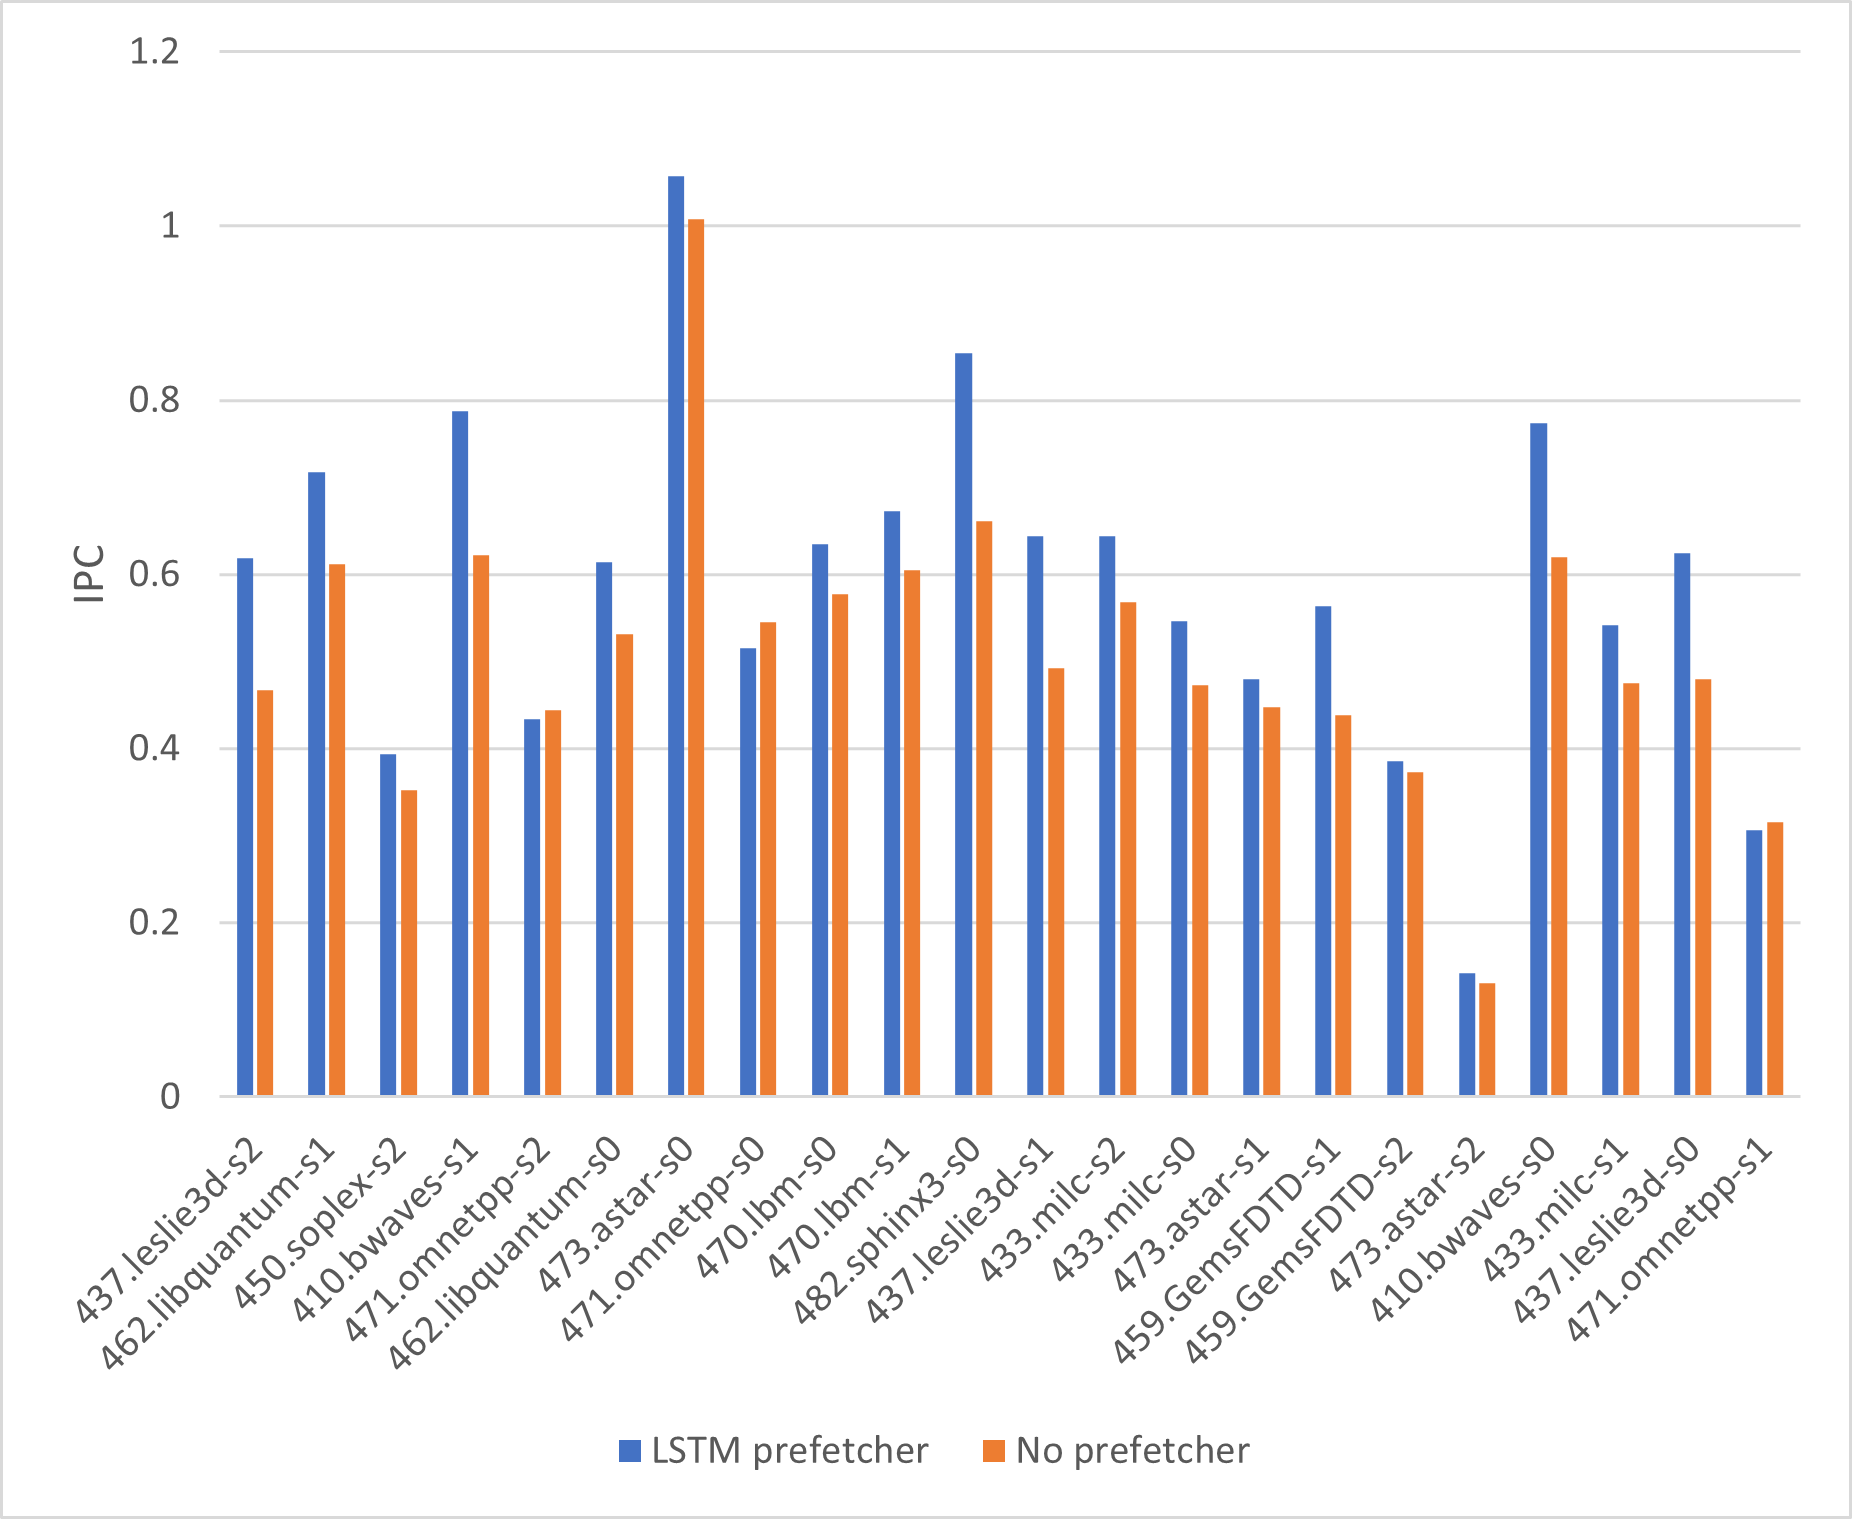 1.2
1
0.8
0.6
0.4
0.2
0
IPC
437.leslie3d-s2
462.libquantum-s1
450.soplex-s2
410.bwaves-s1
471.omnetpp-s2
462.libquantum-s0
473.astar-s0
471.omnetpp-s0
470.lbm-s0
470.lbm-s1
482.sphinx3-s0
437.leslie3d-s1
433.milc-s2
433.milc-s0
473.astar-s1
459.GemsFDTD-s1
459.GemsFDTD-s2
473.astar-s2
410.bwaves-s0
433.milc-s1
437.leslie3d-s0
471.omnetpp-s1
LSTM prefetcher
No prefetcher